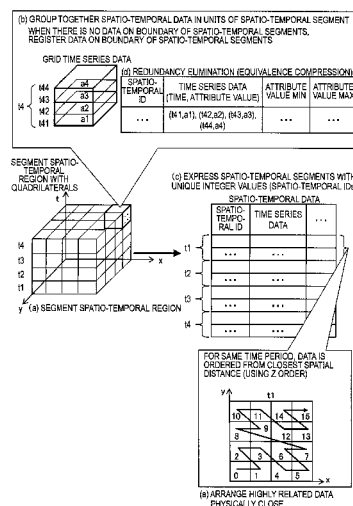 (b) GROUP TOGETHER SPATIO-TEMPORAL DATA IN UNITS OF SPATIO-TEMPORAL SEGMENT
WHEN THERE IS NO DATA ON BOUNDARY OF SPATIO-TEMPORAL SEGMENTS,
REGISTER DATA ON BOUNDARY OF SPATIO-TEMPORAL SEGMENTS
GRID TIME SERIES DATA
t4
t44
t43
t42
t41
a4
a3
a2
a1
(d) REDUNDANCY ELIMINATION (EQUIVALENCE COMPRESSION)
SPATIO-
TEMPORAL
ID
TIME SERIES DATA
(TIME, ATTRIBUTE VALUE)
ATTRIBUTE
VALUE MIN
ATTRIBUTE
VALUE MAX
...
(t41,a1), (t42,a2), (t43,a3),
(t44,a4)
...
...
SEGMENT SPATIO-
TEMPORAL
REGION WITH
QUADRILATERALS
t
t4
t3
t2
t1
x
y
(a) SEGMENT SPATIO-TEMPORAL REGION
(c) EXPRESS SPATIO-TEMPORAL SEGMENTS WITH
UNIQUE INTEGER VALUES (SPATIO-TEMPORAL IDs
SPATIO-TEMPORAL DATA
SPATIO-
TEMPO-
RAL ID
TIME SERIES
DATA
...
t1
... ...
t2
... ...
t3
... ...
t4
... ...
FOR SAME TIME PERIOD, DATA IS
ORDERED FROM CLOSEST SPATIAL
DISTANCE (USING Z ORDER)
y
t1
10 11 14 15
8 9 12 13
2 3 6 7
0 1 4 5
x
(e) ARRANGE HIGHLY RELATED DATA
PHYSICALLY CLOSE